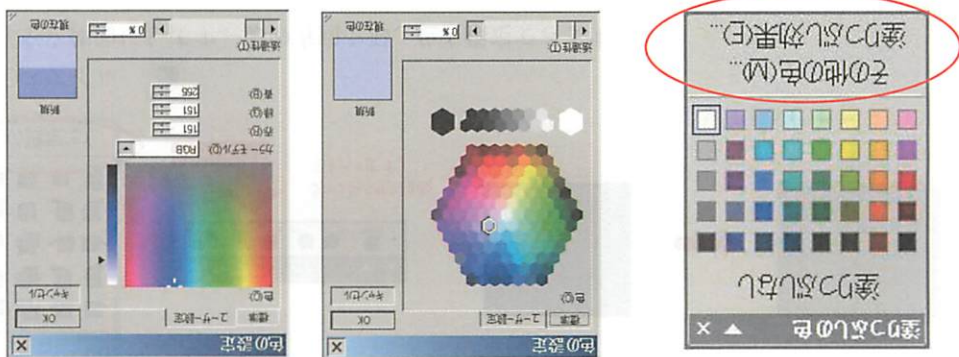 塗りつぶしの色
塗りつぶしなし
その他の色(M)...
塗りつぶし効果(E)...
色の設定
標準 ユーザー設定
OK
キャンセル
色(C):
新規
透過性(T)
0 %
現在の色
色の設定
標準 ユーザー設定
OK
キャンセル
色(C):
カラー モデル(D): RGB
赤(R): 151
緑(G): 151
青(B): 255
新規
透過性(T)
0 %
現在の色